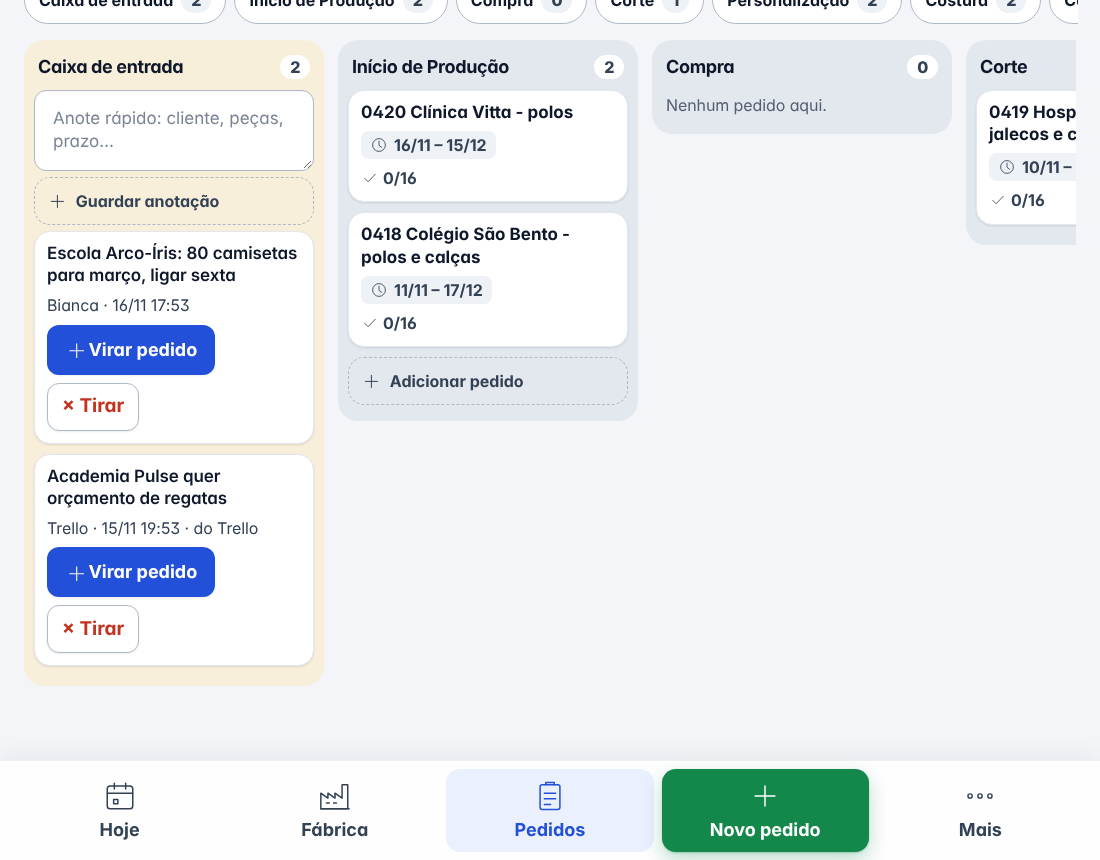 Caixa de entrada 2
Início de Produção 2
Compra 0
Corte 1
Personalização 2
Costura 2
Caixa de entrada 2
Anote rápido: cliente, peças,
prazo...
Guardar anotação
Escola Arco-Íris: 80 camisetas
para março, ligar sexta
Bianca · 16/11 17:53
Virar pedido
× Tirar
Academia Pulse quer
orçamento de regatas
Trello · 15/11 19:53 · do Trello
Virar pedido
× Tirar
Início de Produção 2
0420 Clínica Vitta - polos
16/11 – 15/12
0/16
0418 Colégio São Bento -
polos e calças
11/11 – 17/12
0/16
Adicionar pedido
Compra 0
Nenhum pedido aqui.
Corte
0419 Hosp
jalecos e c
10/11 –
0/16
Hoje
Fábrica
Pedidos
Novo pedido
Mais